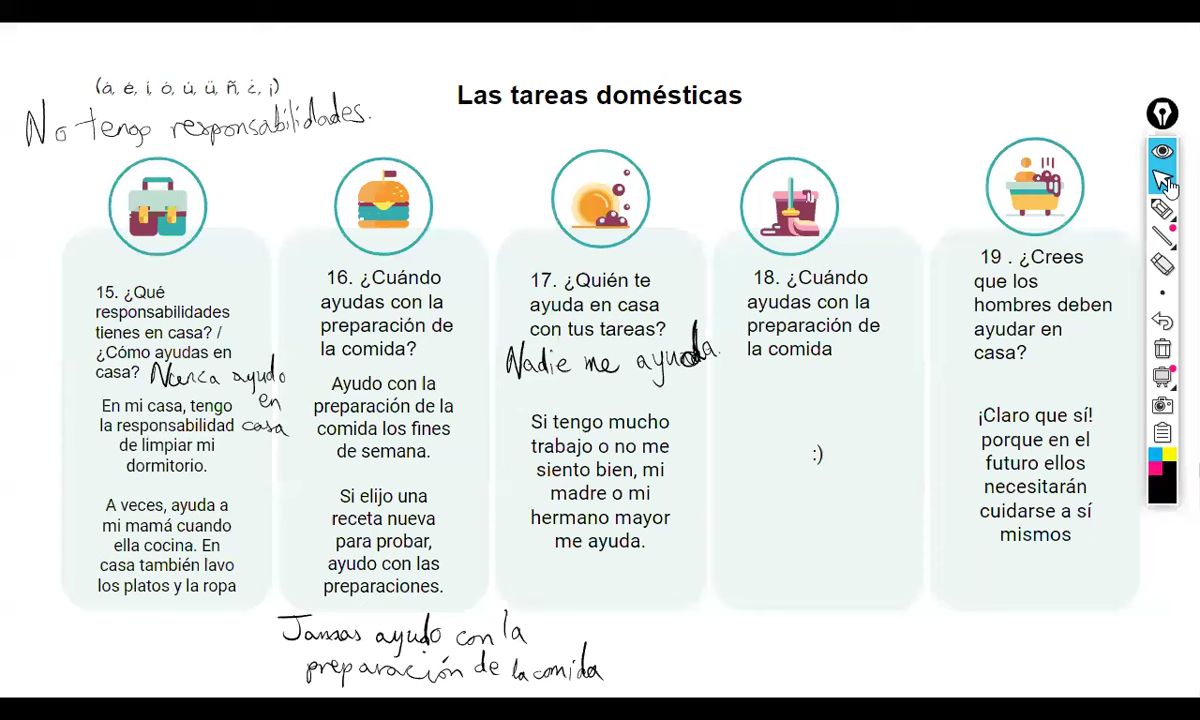 (á, é, í, ó, ú, ü, ñ, ¿, ¡)
Las tareas domésticas
No tengo responsabilidades.
15. ¿Qué
responsabilidades
tienes en casa? /
¿Cómo ayudas en
casa?
Nunca ayudo
en
casa
En mi casa, tengo
la responsabilidad
de limpiar mi
dormitorio.
A veces, ayuda a
mi mamá cuando
ella cocina. En
casa también lavo
los platos y la ropa
16. ¿Cuándo
ayudas con la
preparación de
la comida?
Ayudo con la
preparación de la
comida los fines
de semana.
Si elijo una
receta nueva
para probar,
ayudo con las
preparaciones.
ayudo con la
preparación de la comida
17. ¿Quién te
ayuda en casa
con tus tareas?
Nadie me ayuda.
Si tengo mucho
trabajo o no me
siento bien, mi
madre o mi
hermano mayor
me ayuda.
18. ¿Cuándo
ayudas con la
preparación de
la comida
:)
19 . ¿Crees
que los
hombres deben
ayudar en
casa?
¡Claro que sí!
porque en el
futuro ellos
necesitarán
cuidarse a sí
mismos